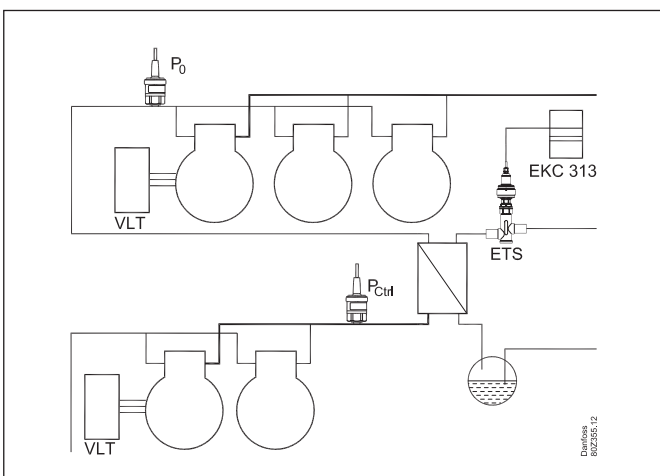 P0
EKC 313
VLT
ETS
PCtrl
VLT
Danfoss
80Z355.12